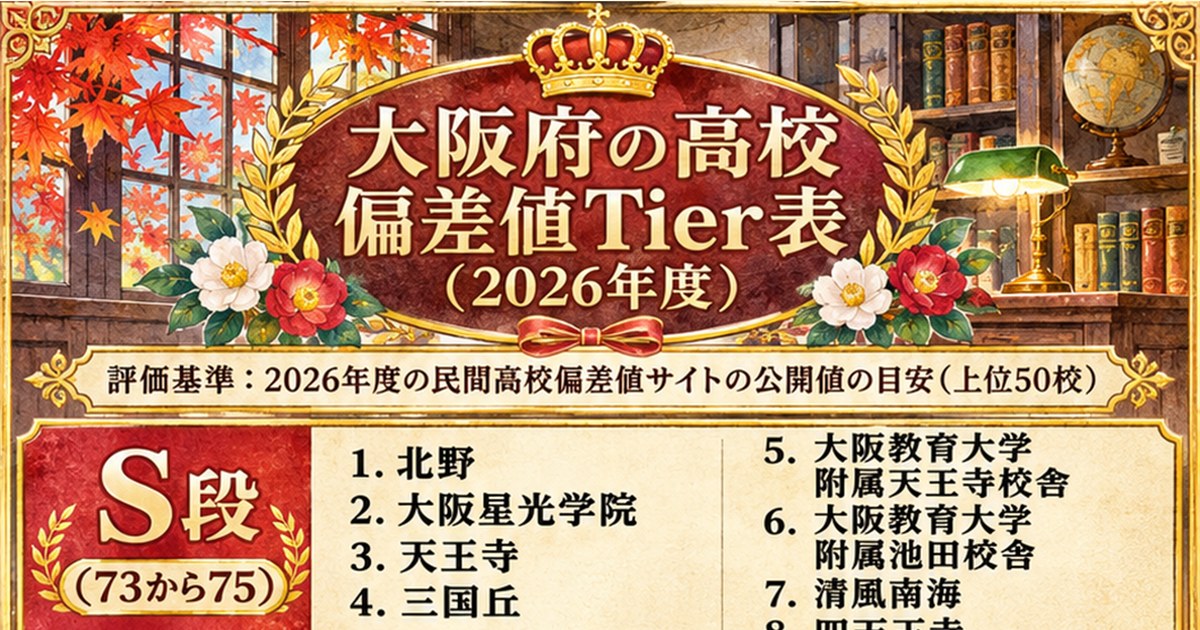 大阪府の高校
偏差値Tier表
(2026年度)
評価基準：2026年度の民間高校偏差値サイトの公開値の目安(上位50校)
S段
(73から75)
1. 北野
2. 大阪星光学院
3. 天王寺
4. 三国丘
5. 大阪教育大学
附属天王寺校舎
6. 大阪教育大学
附属池田校舎
7. 清風南海